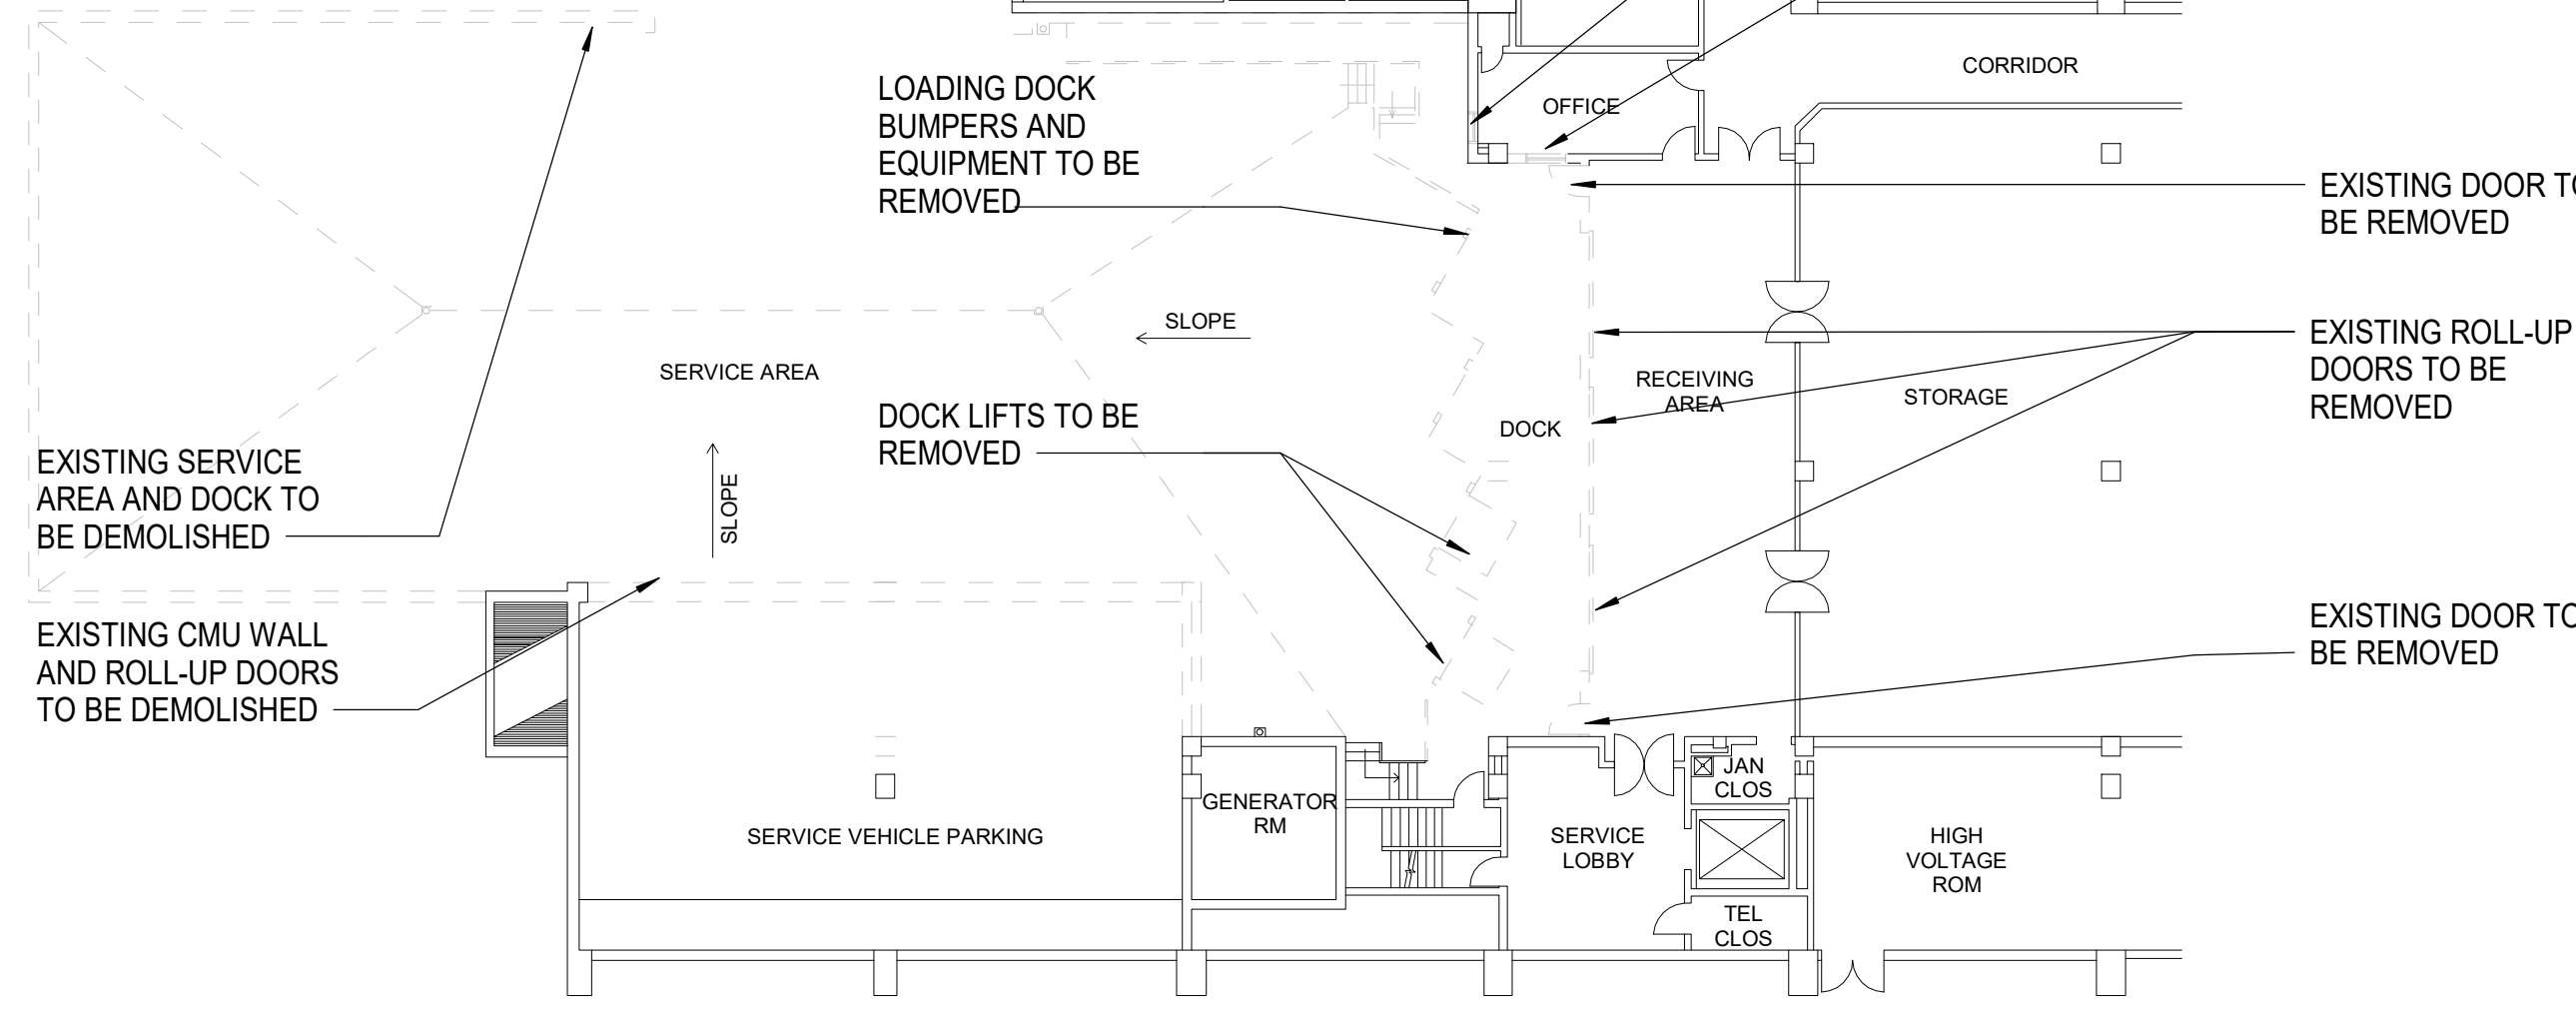 CORRIDOR
LOADING DOCK
BUMPERS AND
EQUIPMENT TO BE
REMOVED
OFFICE
EXISTING DOOR TO
BE REMOVED
SLOPE
EXISTING ROLL-UP
DOORS TO BE
REMOVED
SERVICE AREA
RECEIVING
AREA
STORAGE
DOCK LIFTS TO BE
REMOVED
DOCK
EXISTING SERVICE
AREA AND DOCK TO
BE DEMOLISHED
SLOPE
EXISTING CMU WALL
AND ROLL-UP DOORS
TO BE DEMOLISHED
EXISTING DOOR TO
BE REMOVED
JAN
CLOS
GENERATOR
RM
SERVICE VEHICLE PARKING
SERVICE
LOBBY
HIGH
VOLTAGE
ROM
TEL
CLOS